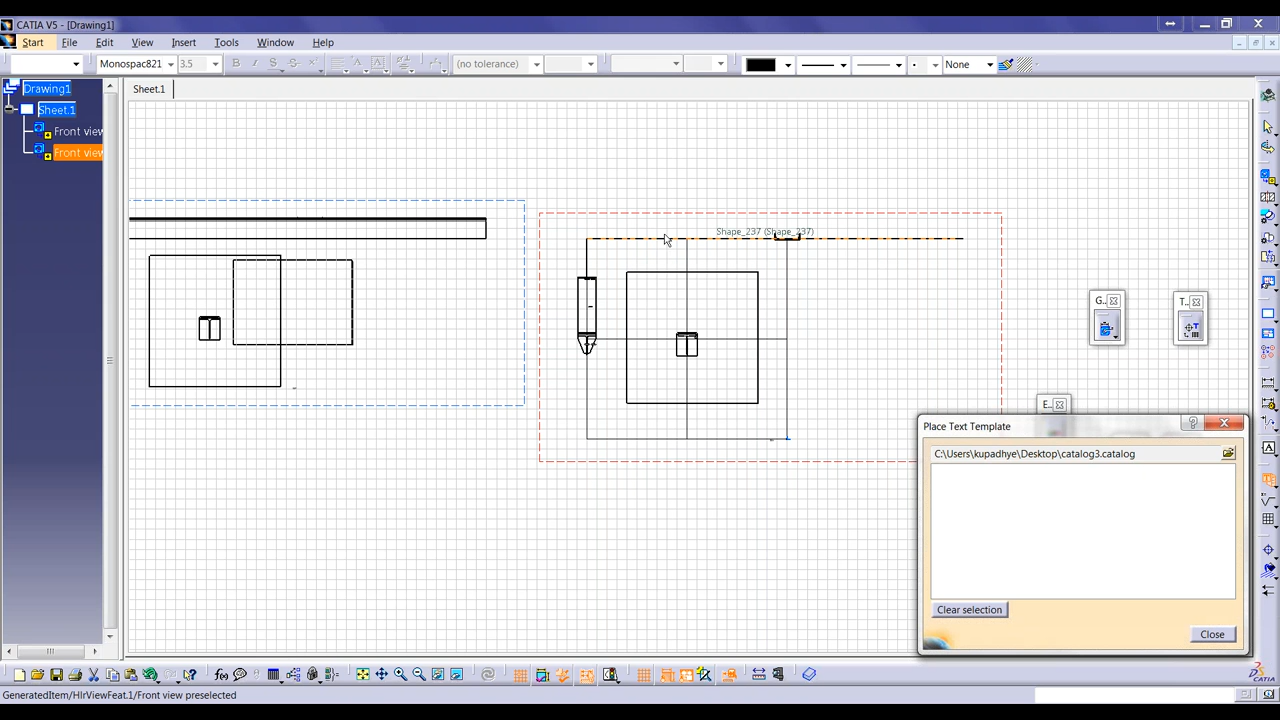 CATIA V5 - [Drawing1]
Start File Edit View Insert Tools Window Help
Monospac821 3.5 B I S (no tolerance) None
Drawing1
Sheet.1
Sheet.1
Front view
Front view
Shape_237 (Shape_237)
G..
T..
E..
Place Text Template
C:\Users\kupadhye\Desktop\catalog3.catalog
Clear selection
Close
GeneratedItem/HlrViewFeat.1/Front view preselected
CATIA